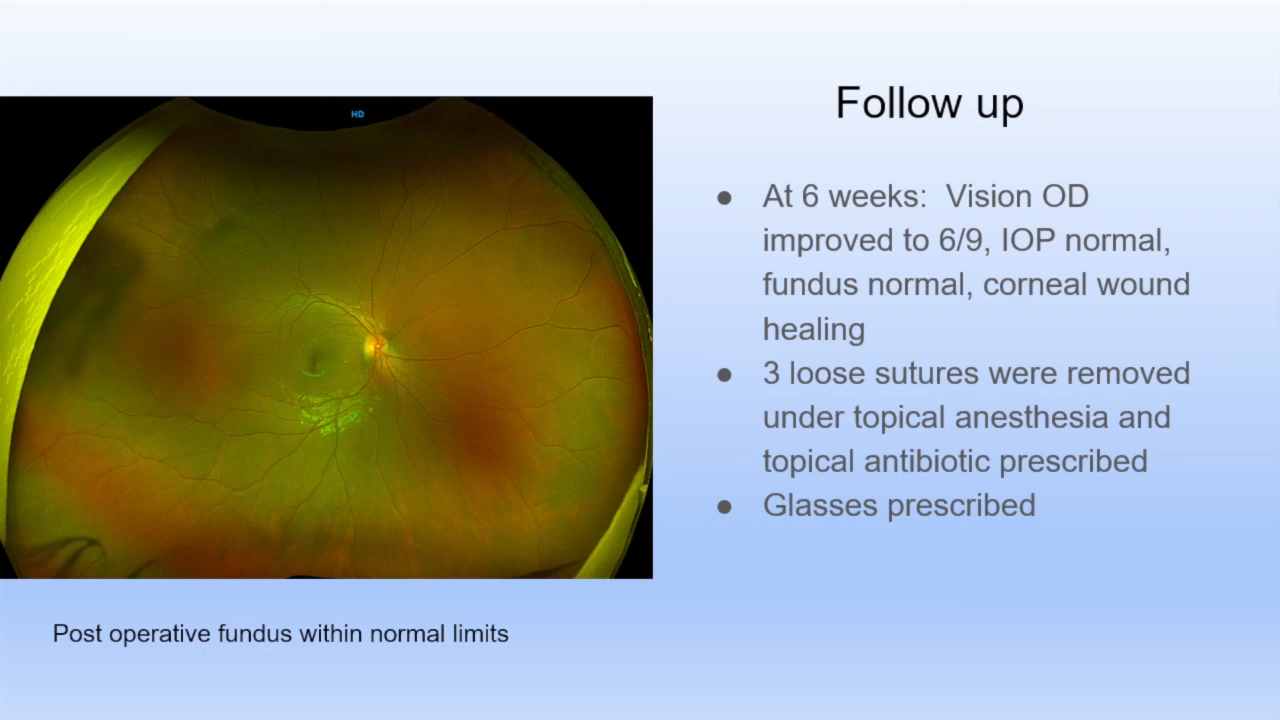 HD
Follow up
● At 6 weeks:  Vision OD
improved to 6/9, IOP normal,
fundus normal, corneal wound
healing
● 3 loose sutures were removed
under topical anesthesia and
topical antibiotic prescribed
● Glasses prescribed
Post operative fundus within normal limits